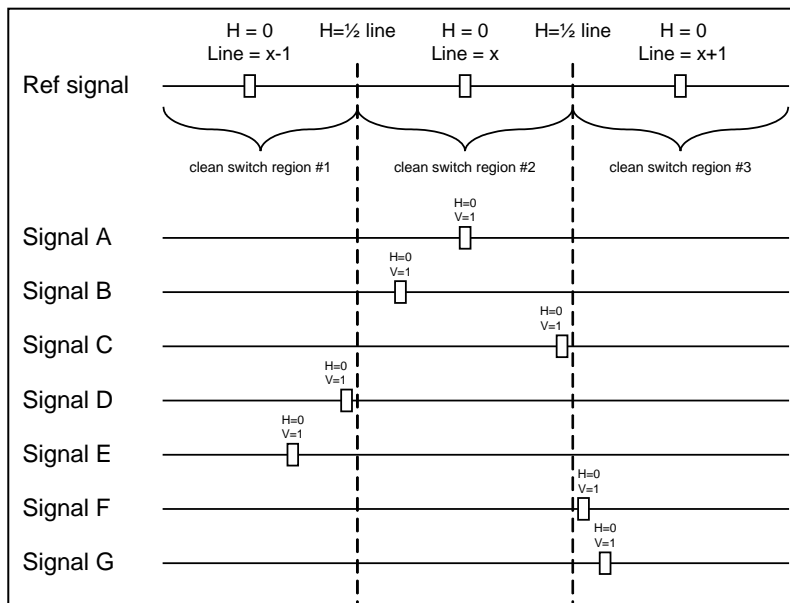 H = 0 H=½ line H = 0 H=½ line H = 0
Line = x-1 Line = x Line = x+1
Ref signal
clean switch region #1 clean switch region #2 clean switch region #3
H=0
V=1
Signal A
H=0
V=1
Signal B
H=0
V=1
Signal C
H=0
V=1
Signal D
H=0
V=1
Signal E
H=0
V=1
Signal F
H=0
V=1
Signal G